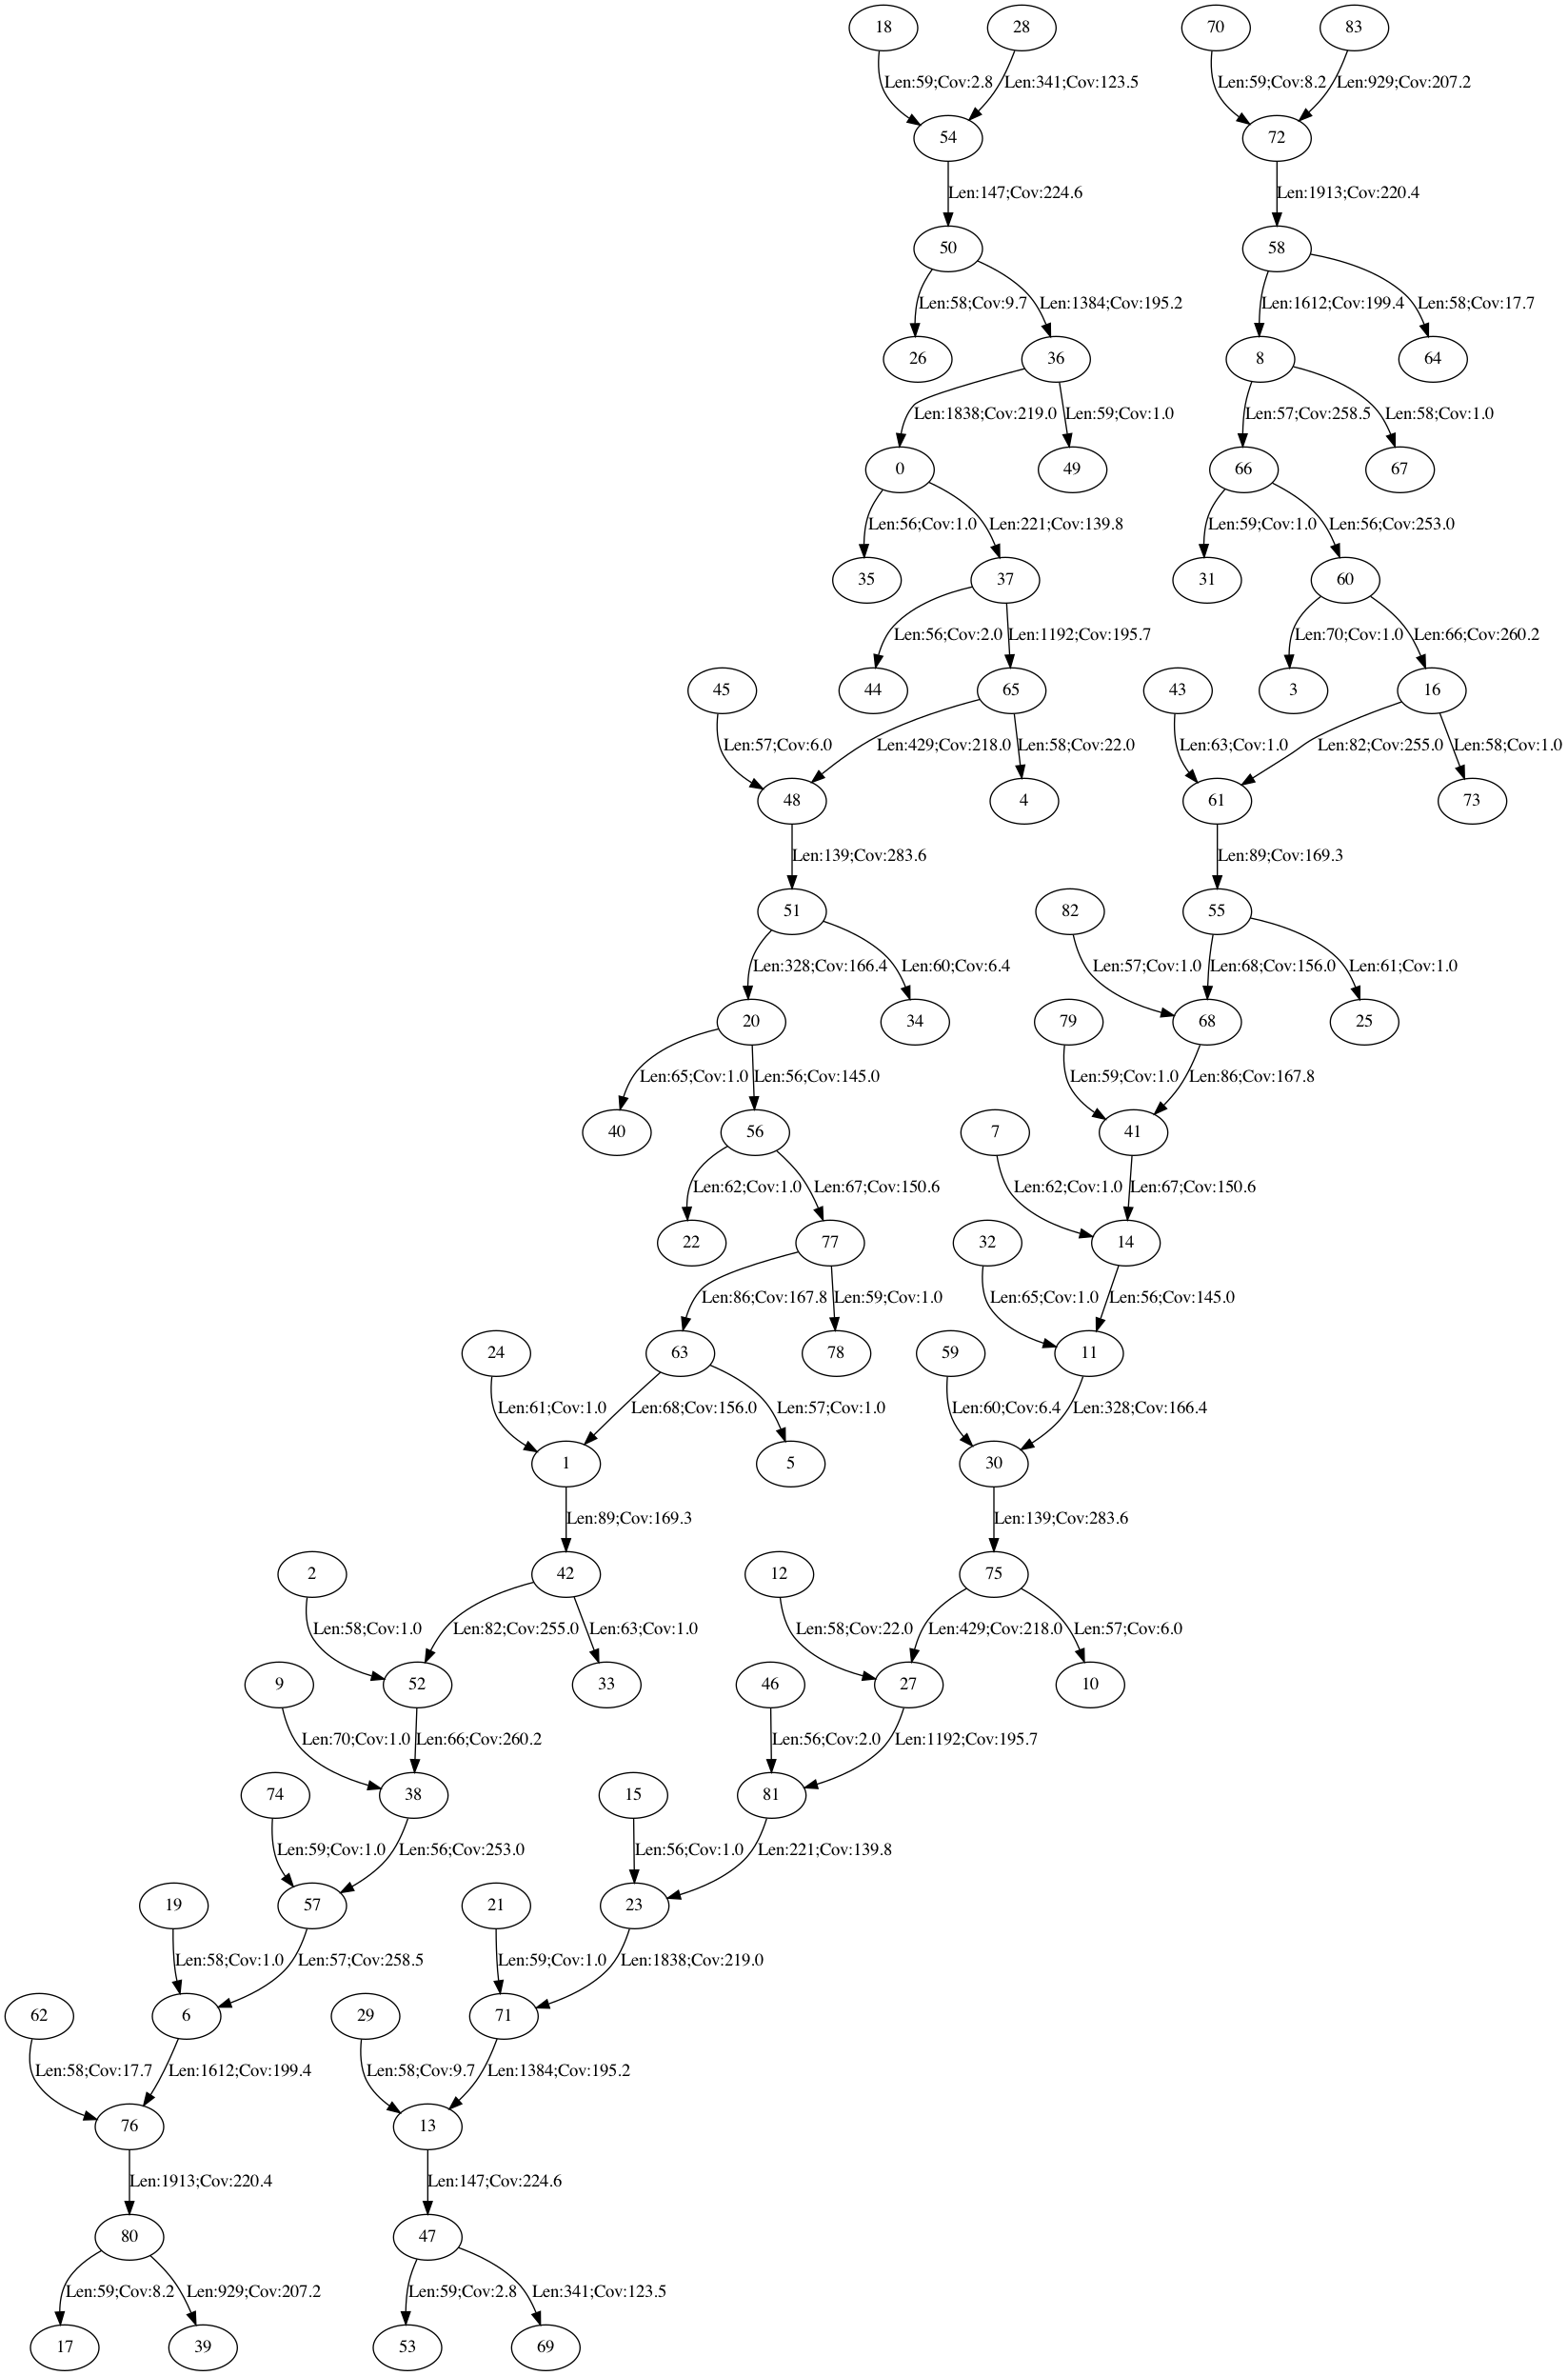 18 28 70 83
Len:59;Cov:2.8 Len:341;Cov:123.5 Len:59;Cov:8.2 Len:929;Cov:207.2
54 72
Len:147;Cov:224.6 Len:1913;Cov:220.4
50 58
Len:58;Cov:9.7 Len:1384;Cov:195.2 Len:1612;Cov:199.4 Len:58;Cov:17.7
26 36 8 64
Len:1838;Cov:219.0 Len:59;Cov:1.0 Len:57;Cov:258.5 Len:58;Cov:1.0
0 49 66 67
Len:56;Cov:1.0 Len:221;Cov:139.8 Len:59;Cov:1.0 Len:56;Cov:253.0
35 37 31 60
Len:56;Cov:2.0 Len:1192;Cov:195.7 Len:70;Cov:1.0 Len:66;Cov:260.2
45 44 65 43 3 16
Len:57;Cov:6.0 Len:429;Cov:218.0 Len:58;Cov:22.0 Len:63;Cov:1.0 Len:82;Cov:255.0 Len:58;Cov:1.0
48 4 61 73
Len:139;Cov:283.6 Len:89;Cov:169.3
51 82 55
Len:328;Cov:166.4 Len:60;Cov:6.4 Len:57;Cov:1.0 Len:68;Cov:156.0 Len:61;Cov:1.0
20 34 79 68 25
Len:65;Cov:1.0 Len:56;Cov:145.0 Len:59;Cov:1.0 Len:86;Cov:167.8
40 56 7 41
Len:62;Cov:1.0 Len:67;Cov:150.6 Len:62;Cov:1.0 Len:67;Cov:150.6
22 77 32 14
Len:86;Cov:167.8 Len:59;Cov:1.0 Len:65;Cov:1.0 Len:56;Cov:145.0
24 63 78 59 11
Len:61;Cov:1.0 Len:68;Cov:156.0 Len:57;Cov:1.0 Len:60;Cov:6.4 Len:328;Cov:166.4
1 5 30
Len:89;Cov:169.3 Len:139;Cov:283.6
2 42 12 75
Len:58;Cov:1.0 Len:82;Cov:255.0 Len:63;Cov:1.0 Len:58;Cov:22.0 Len:429;Cov:218.0 Len:57;Cov:6.0
9 52 33 46 27 10
Len:70;Cov:1.0 Len:66;Cov:260.2 Len:56;Cov:2.0 Len:1192;Cov:195.7
74 38 15 81
Len:59;Cov:1.0 Len:56;Cov:253.0 Len:56;Cov:1.0 Len:221;Cov:139.8
19 57 21 23
Len:58;Cov:1.0 Len:57;Cov:258.5 Len:59;Cov:1.0 Len:1838;Cov:219.0
62 6 29 71
Len:58;Cov:17.7 Len:1612;Cov:199.4 Len:58;Cov:9.7 Len:1384;Cov:195.2
76 13
Len:1913;Cov:220.4 Len:147;Cov:224.6
80 47
Len:59;Cov:8.2 Len:929;Cov:207.2 Len:59;Cov:2.8 Len:341;Cov:123.5
17 39 53 69